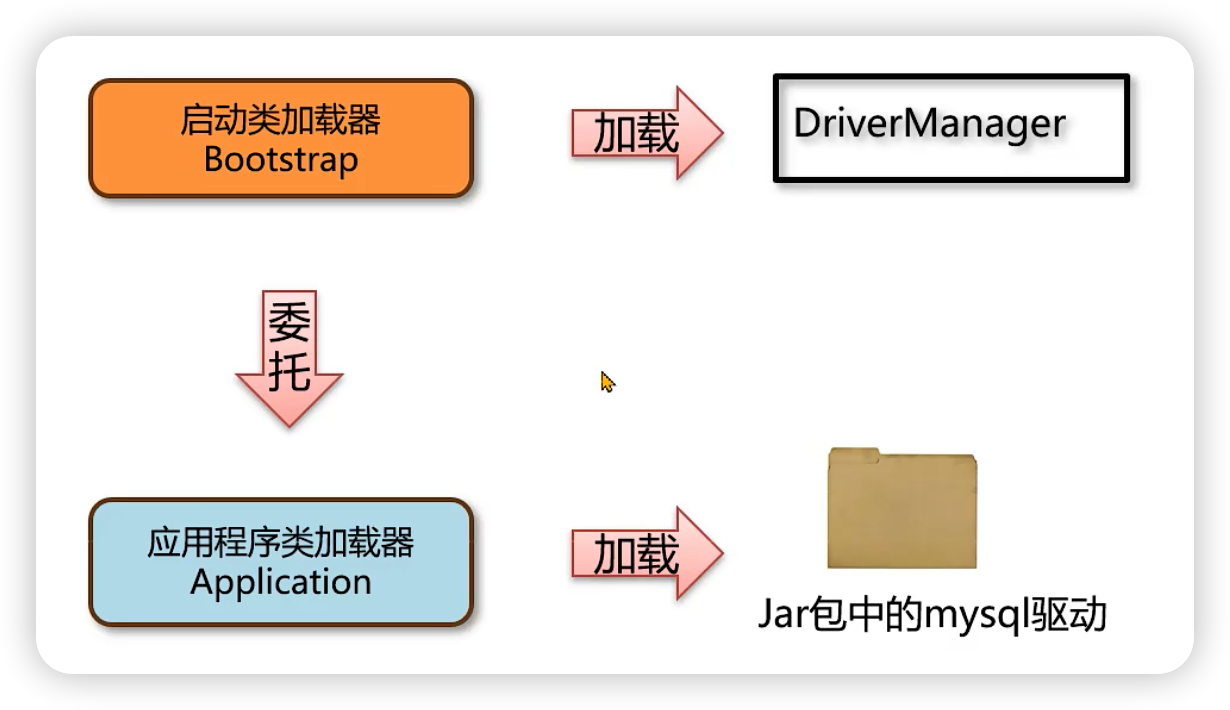 启动类加载器
Bootstrap
加载
DriverManager
委
托
应用程序类加载器
Application
加载
Jar包中的mysql驱动